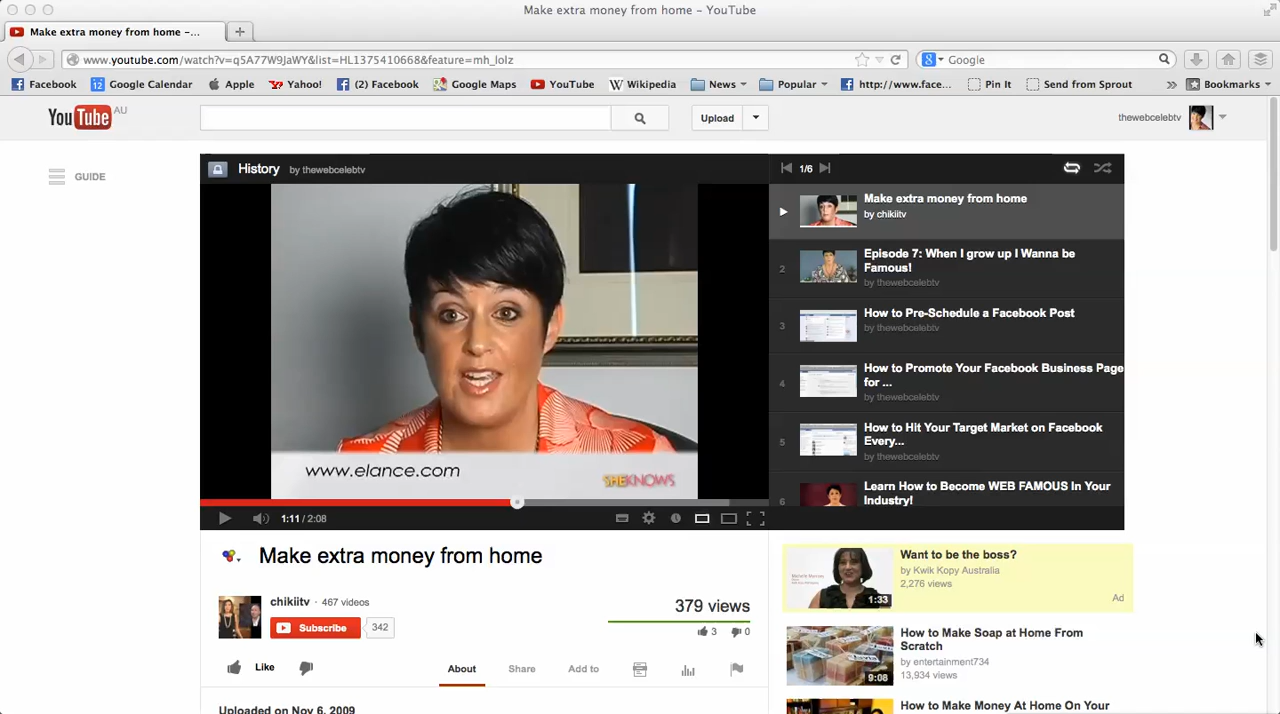 Make extra money from home – YouTube
Make extra money from home –...
www.youtube.com/watch?v=q5A77W9JaWY&list=HL1375410668&feature=mh_lolz
Google
Facebook
Google Calendar
Apple
Yahoo!
(2) Facebook
Google Maps
YouTube
Wikipedia
News
Popular
http://www.face...
Pin It
Send from Sprout
Bookmarks
YouTube AU
Upload
thewebcelebtv
GUIDE
History by thewebcelebtv
1/6
Make extra money from home
by chikiitv
2
Episode 7: When I grow up I Wanna be
Famous!
by thewebcelebtv
3
How to Pre-Schedule a Facebook Post
by thewebcelebtv
4
How to Promote Your Facebook Business Page
for ...
by thewebcelebtv
5
How to Hit Your Target Market on Facebook
Every...
by thewebcelebtv
6
Learn How to Become WEB FAMOUS In Your
Industry!
www.elance.com
SHEKNOWS
1:11 / 2:08
Make extra money from home
chikiitv · 467 videos
Subscribe 342
379 views
3 0
Like
About
Share
Add to
Uploaded on Nov 6, 2009
Want to be the boss?
by Kwik Kopy Australia
2,276 views
1:33
Ad
How to Make Soap at Home From
Scratch
by entertainment734
13,934 views
9:08
How to Make Money At Home On Your